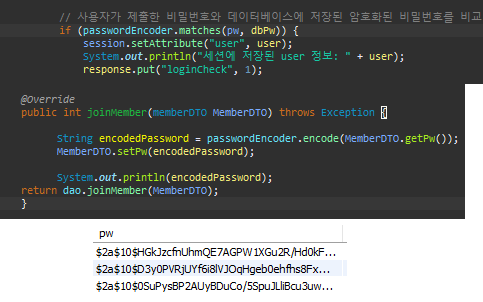 // 사용자가 제출한 비밀번호와 데이터베이스에 저장된 암호화된 비밀번호를 비교
if (passwordEncoder.matches(pw, dbPw)) {
session.setAttribute("user", user);
System.out.println("세션에 저장된 user 정보: " + user);
response.put("loginCheck", 1);
@Override
public int joinMember(memberDTO MemberDTO) throws Exception {
String encodedPassword = passwordEncoder.encode(MemberDTO.getPw());
MemberDTO.setPw(encodedPassword);
System.out.println(encodedPassword);
return dao.joinMember(MemberDTO);
}
pw
$2a$10$HGkJzcfnUhmQE7AGPW1XGu2R/Hd0kF...
$2a$10$D3y0PVRjUYf6i8lVJOqHgeb0ehfhs8Fx...
$2a$10$0SuPysBP2AUyBDuCo/5SpuJLliBcu3uw...